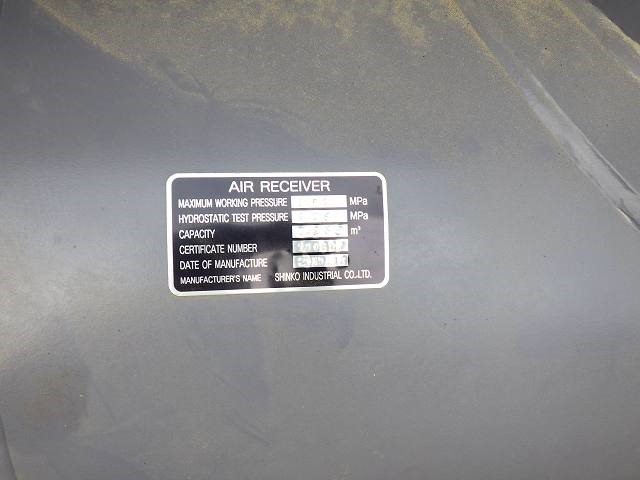 AIR RECEIVER
MAXIMUM WORKING PRESSURE MPa
HYDROSTATIC TEST PRESSURE MPa
CAPACITY m³
CERTIFICATE NUMBER
DATE OF MANUFACTURE
MANUFACTURER'S NAME SHINKO INDUSTRIAL CO.,LTD.